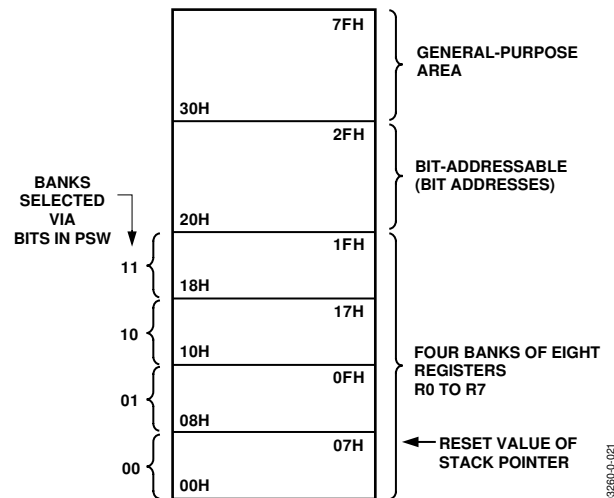 7FH
GENERAL-PURPOSE
AREA
30H
2FH
BIT-ADDRESSABLE
(BIT ADDRESSES)
BANKS
SELECTED
VIA
BITS IN PSW
20H
1FH
11
18H
17H
10
10H
FOUR BANKS OF EIGHT
REGISTERS
R0 TO R7
0FH
01
08H
07H
RESET VALUE OF
STACK POINTER
00
00H
3260-0-021